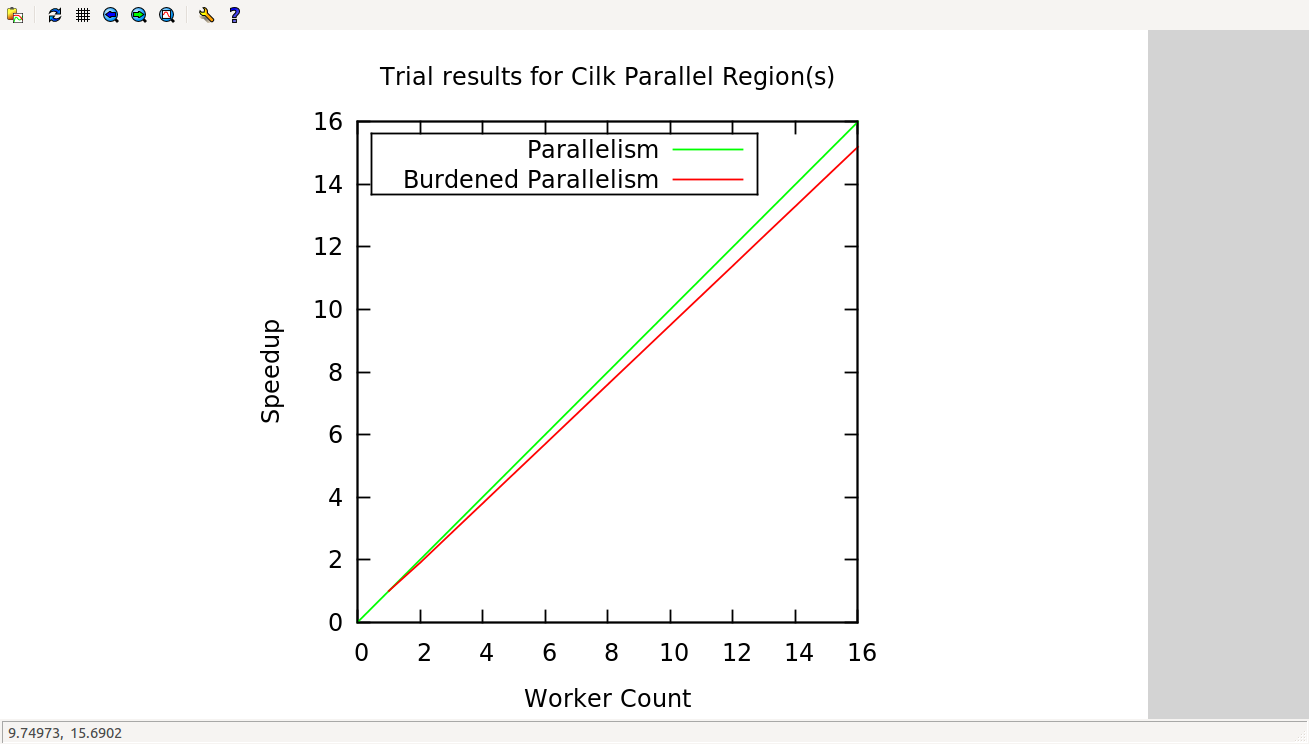 Trial results for Cilk Parallel Region(s)
16
14
12
10
8
6
4
2
0
Parallelism
Burdened Parallelism
Speedup
0 2 4 6 8 10 12 14 16
Worker Count
9.74973, 15.6902